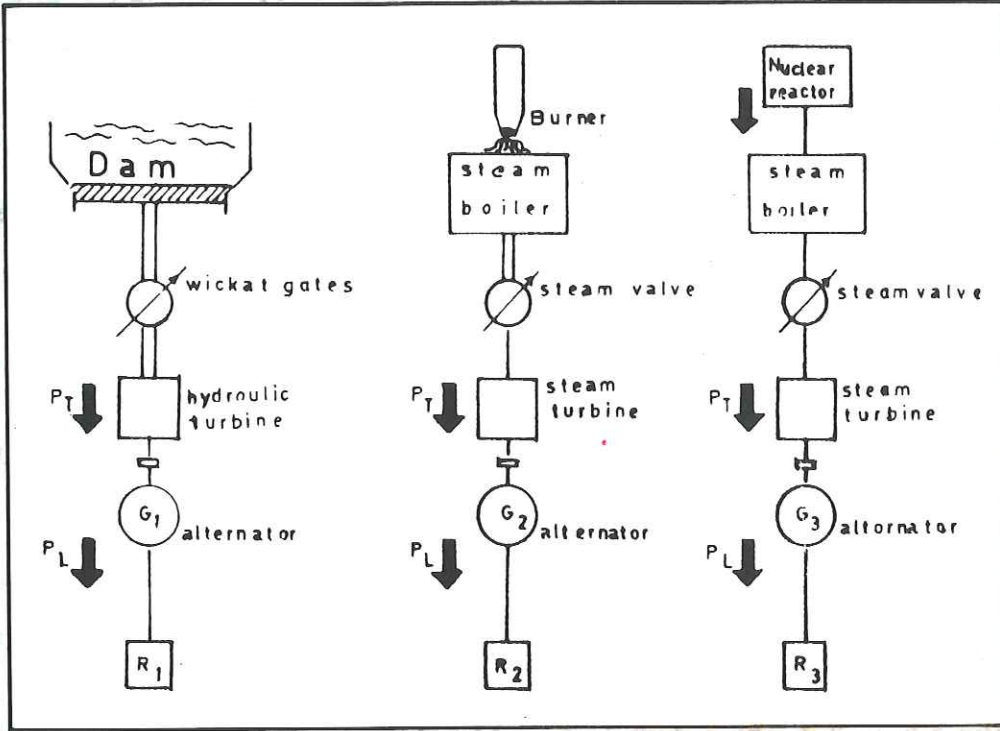 Dam
wickat gates
P_T
hydroulic
turbine
G_1
alternator
P_L
R_1
Burner
steam
boiler
steam valve
P_T
steam
turbine
G_2
alternator
P_L
R_2
Nuclear
reactor
steam
boiler
steamvalve
P_T
steam
turbine
G_3
altornator
P_L
R_3